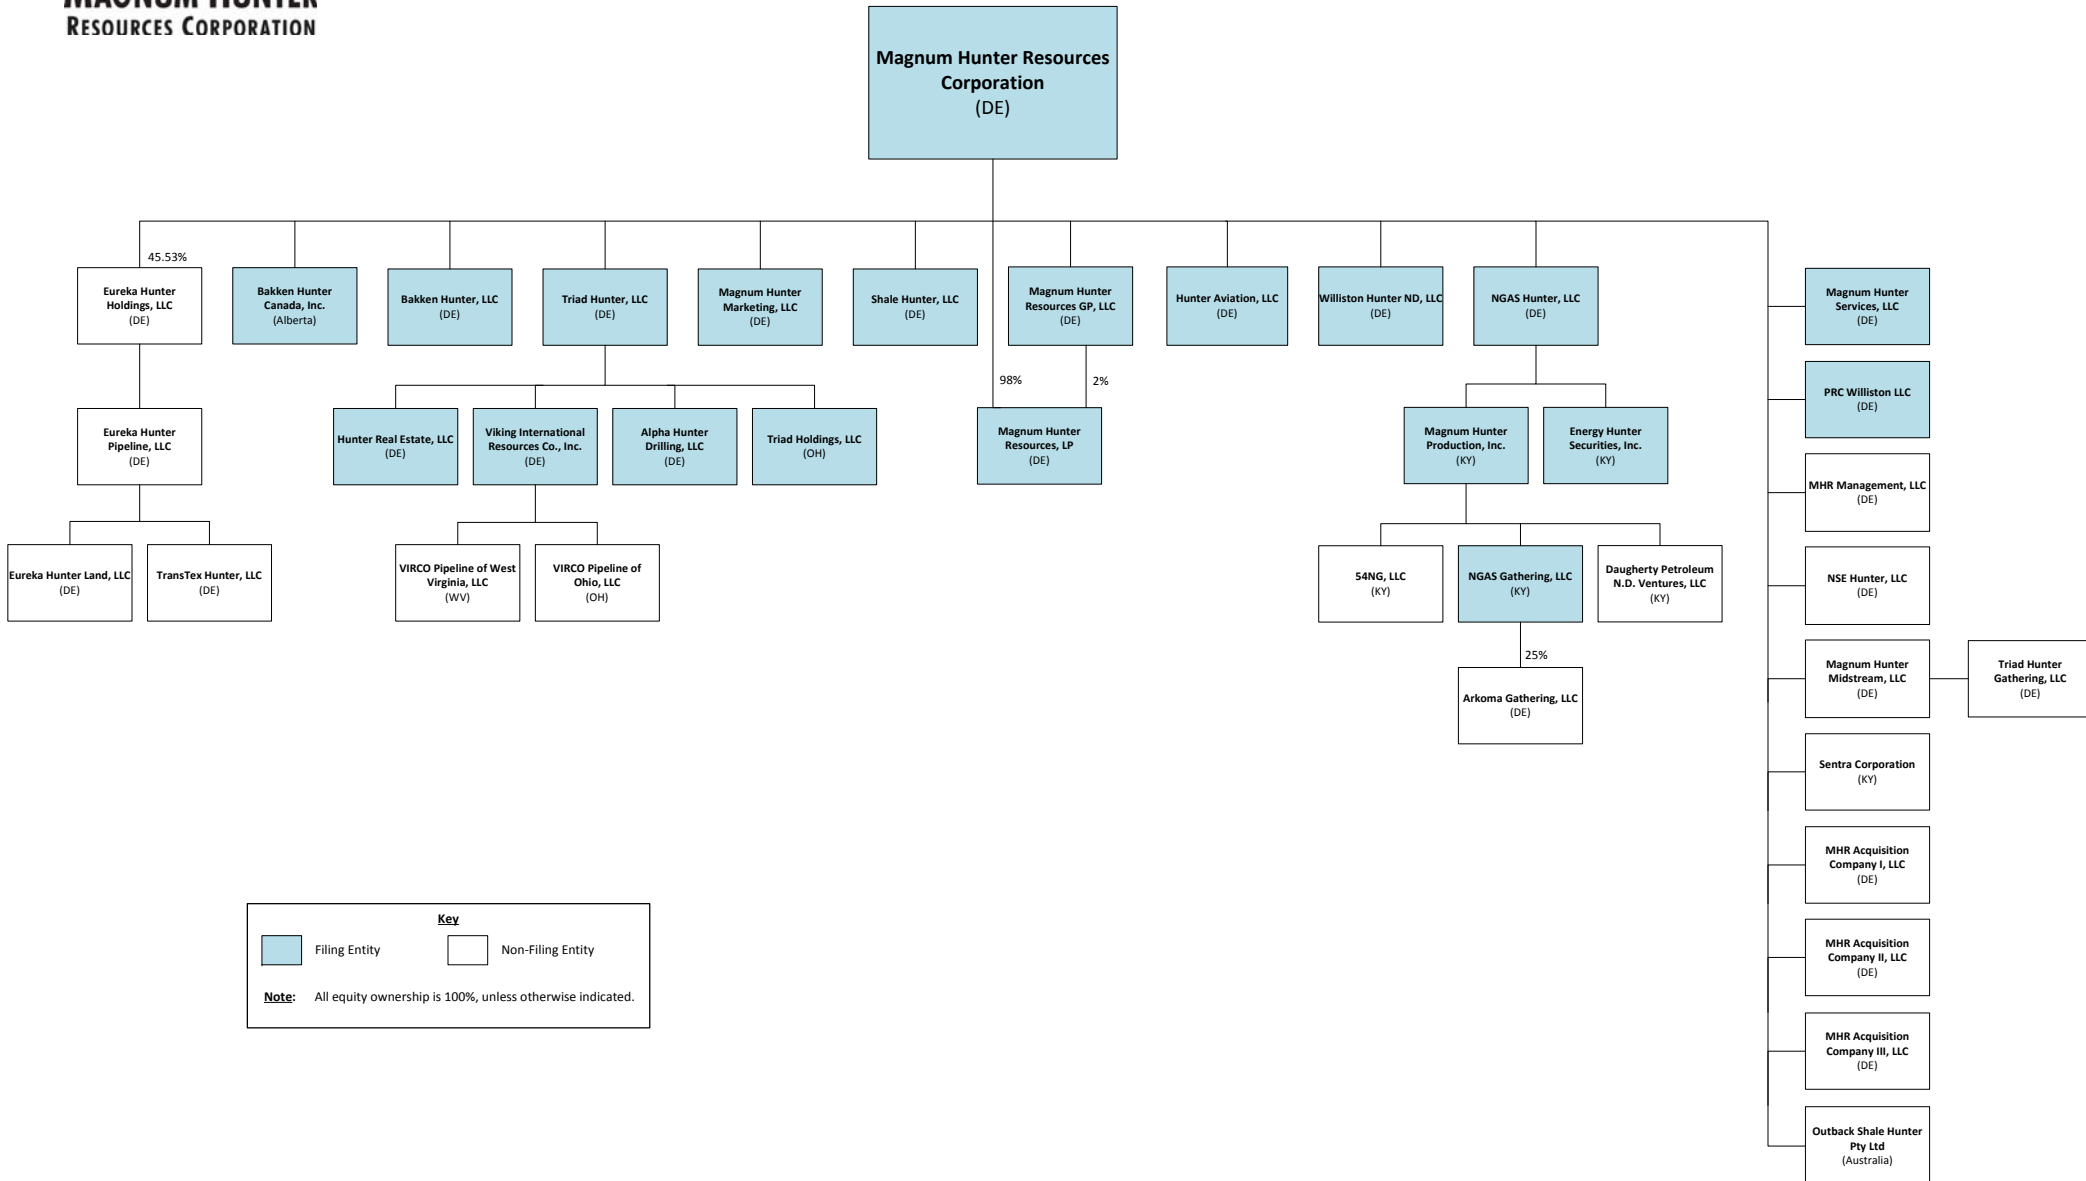 MAGNUM HUNTER
RESOURCES CORPORATION
Magnum Hunter Resources
Corporation
(DE)
45.53%
Eureka Hunter
Holdings, LLC
(DE)
Bakken Hunter
Canada, Inc.
(Alberta)
Bakken Hunter, LLC
(DE)
Triad Hunter, LLC
(DE)
Magnum Hunter
Marketing, LLC
(DE)
Shale Hunter, LLC
(DE)
Magnum Hunter
Resources GP, LLC
(DE)
Hunter Aviation, LLC
(DE)
Williston Hunter ND, LLC
(DE)
NGAS Hunter, LLC
(DE)
Magnum Hunter
Services, LLC
(DE)
98%
2%
PRC Williston LLC
(DE)
Eureka Hunter
Pipeline, LLC
(DE)
Hunter Real Estate, LLC
(DE)
Viking International
Resources Co., Inc.
(DE)
Alpha Hunter
Drilling, LLC
(DE)
Triad Holdings, LLC
(OH)
Magnum Hunter
Resources, LP
(DE)
Magnum Hunter
Production, Inc.
(KY)
Energy Hunter
Securities, Inc.
(KY)
MHR Management, LLC
(DE)
Eureka Hunter Land, LLC
(DE)
TransTex Hunter, LLC
(DE)
VIRCO Pipeline of West
Virginia, LLC
(WV)
VIRCO Pipeline of
Ohio, LLC
(OH)
54NG, LLC
(KY)
NGAS Gathering, LLC
(KY)
Daugherty Petroleum
N.D. Ventures, LLC
(KY)
NSE Hunter, LLC
(DE)
25%
Arkoma Gathering, LLC
(DE)
Magnum Hunter
Midstream, LLC
(DE)
Triad Hunter
Gathering, LLC
(DE)
Sentra Corporation
(KY)
MHR Acquisition
Company I, LLC
(DE)
MHR Acquisition
Company II, LLC
(DE)
MHR Acquisition
Company III, LLC
(DE)
Outback Shale Hunter
Pty Ltd
(Australia)
Key
Filing Entity
Non-Filing Entity
Note: All equity ownership is 100%, unless otherwise indicated.